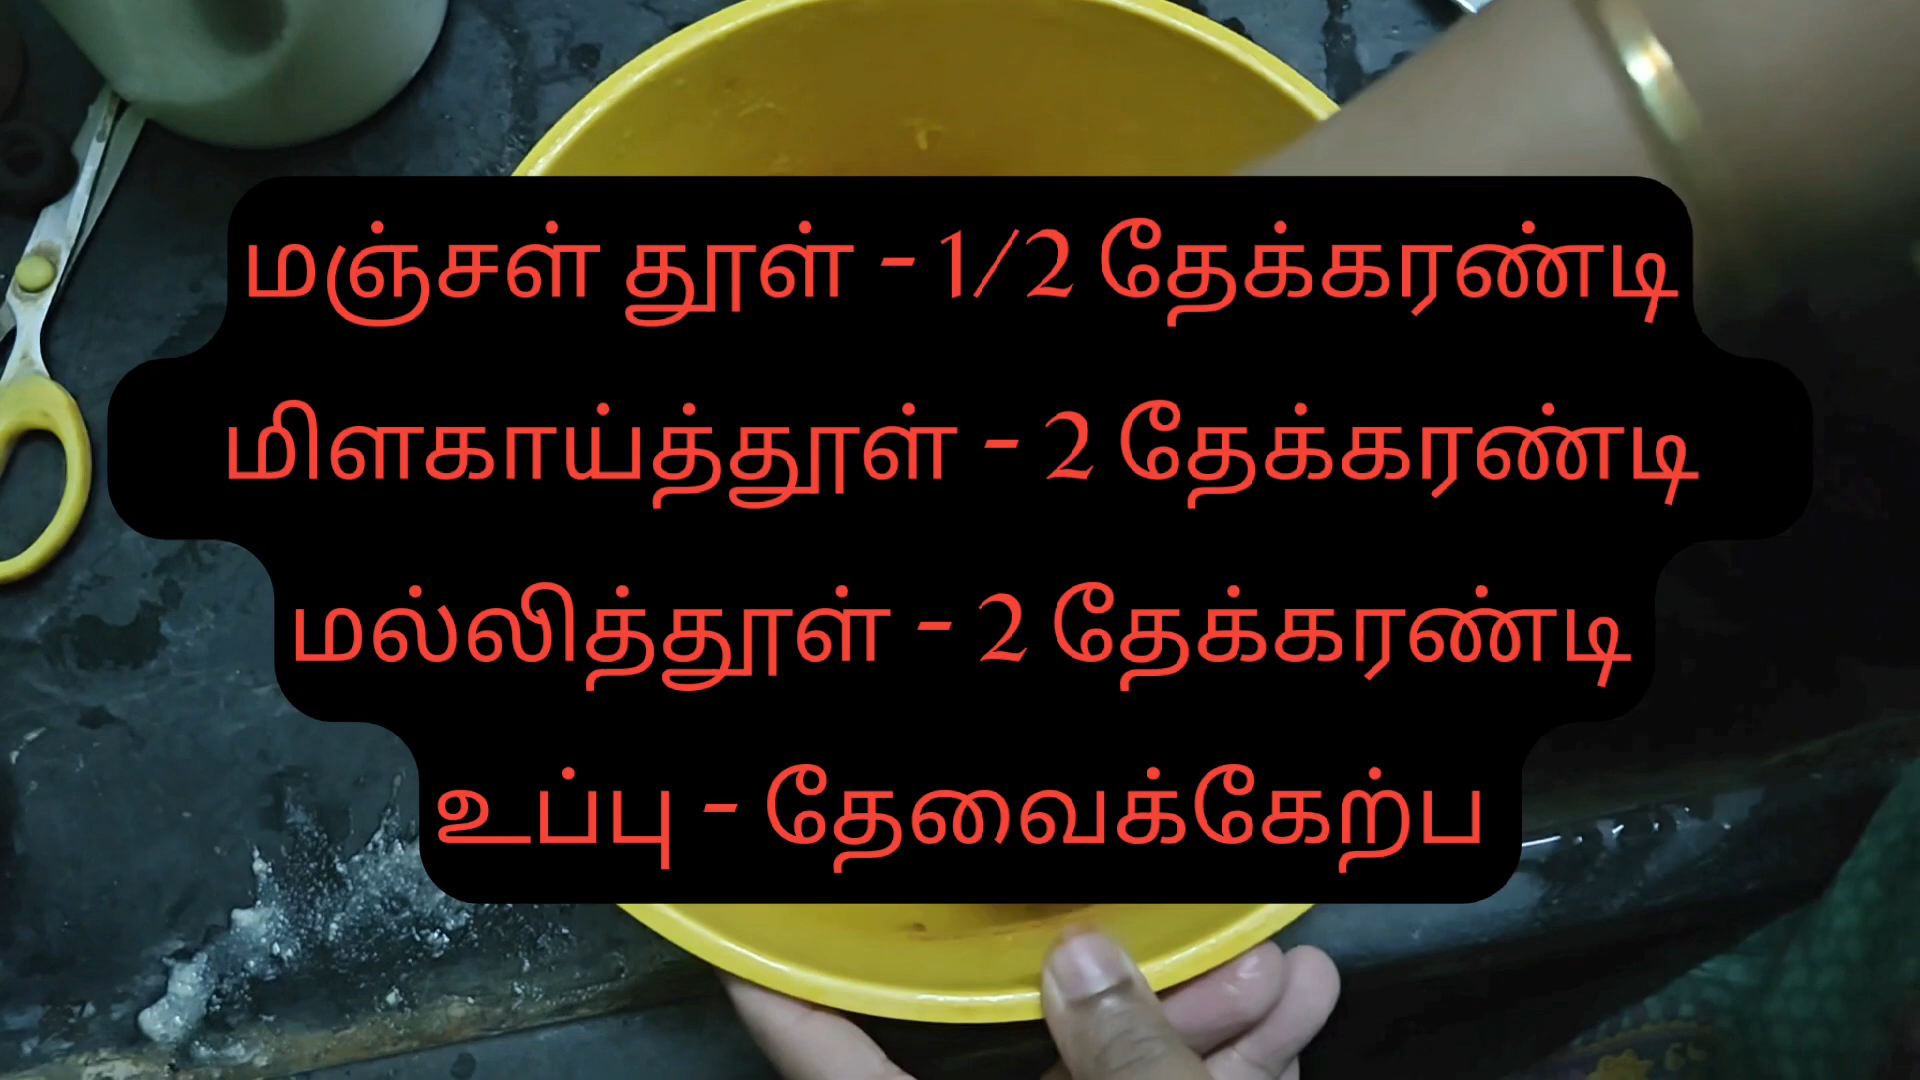 மஞ்சள் தூள் - 1/2 தேக்கரண்டி
மிளகாய்த்தூள் - 2 தேக்கரண்டி
மல்லித்தூள் - 2 தேக்கரண்டி
உப்பு - தேவைக்கேற்ப